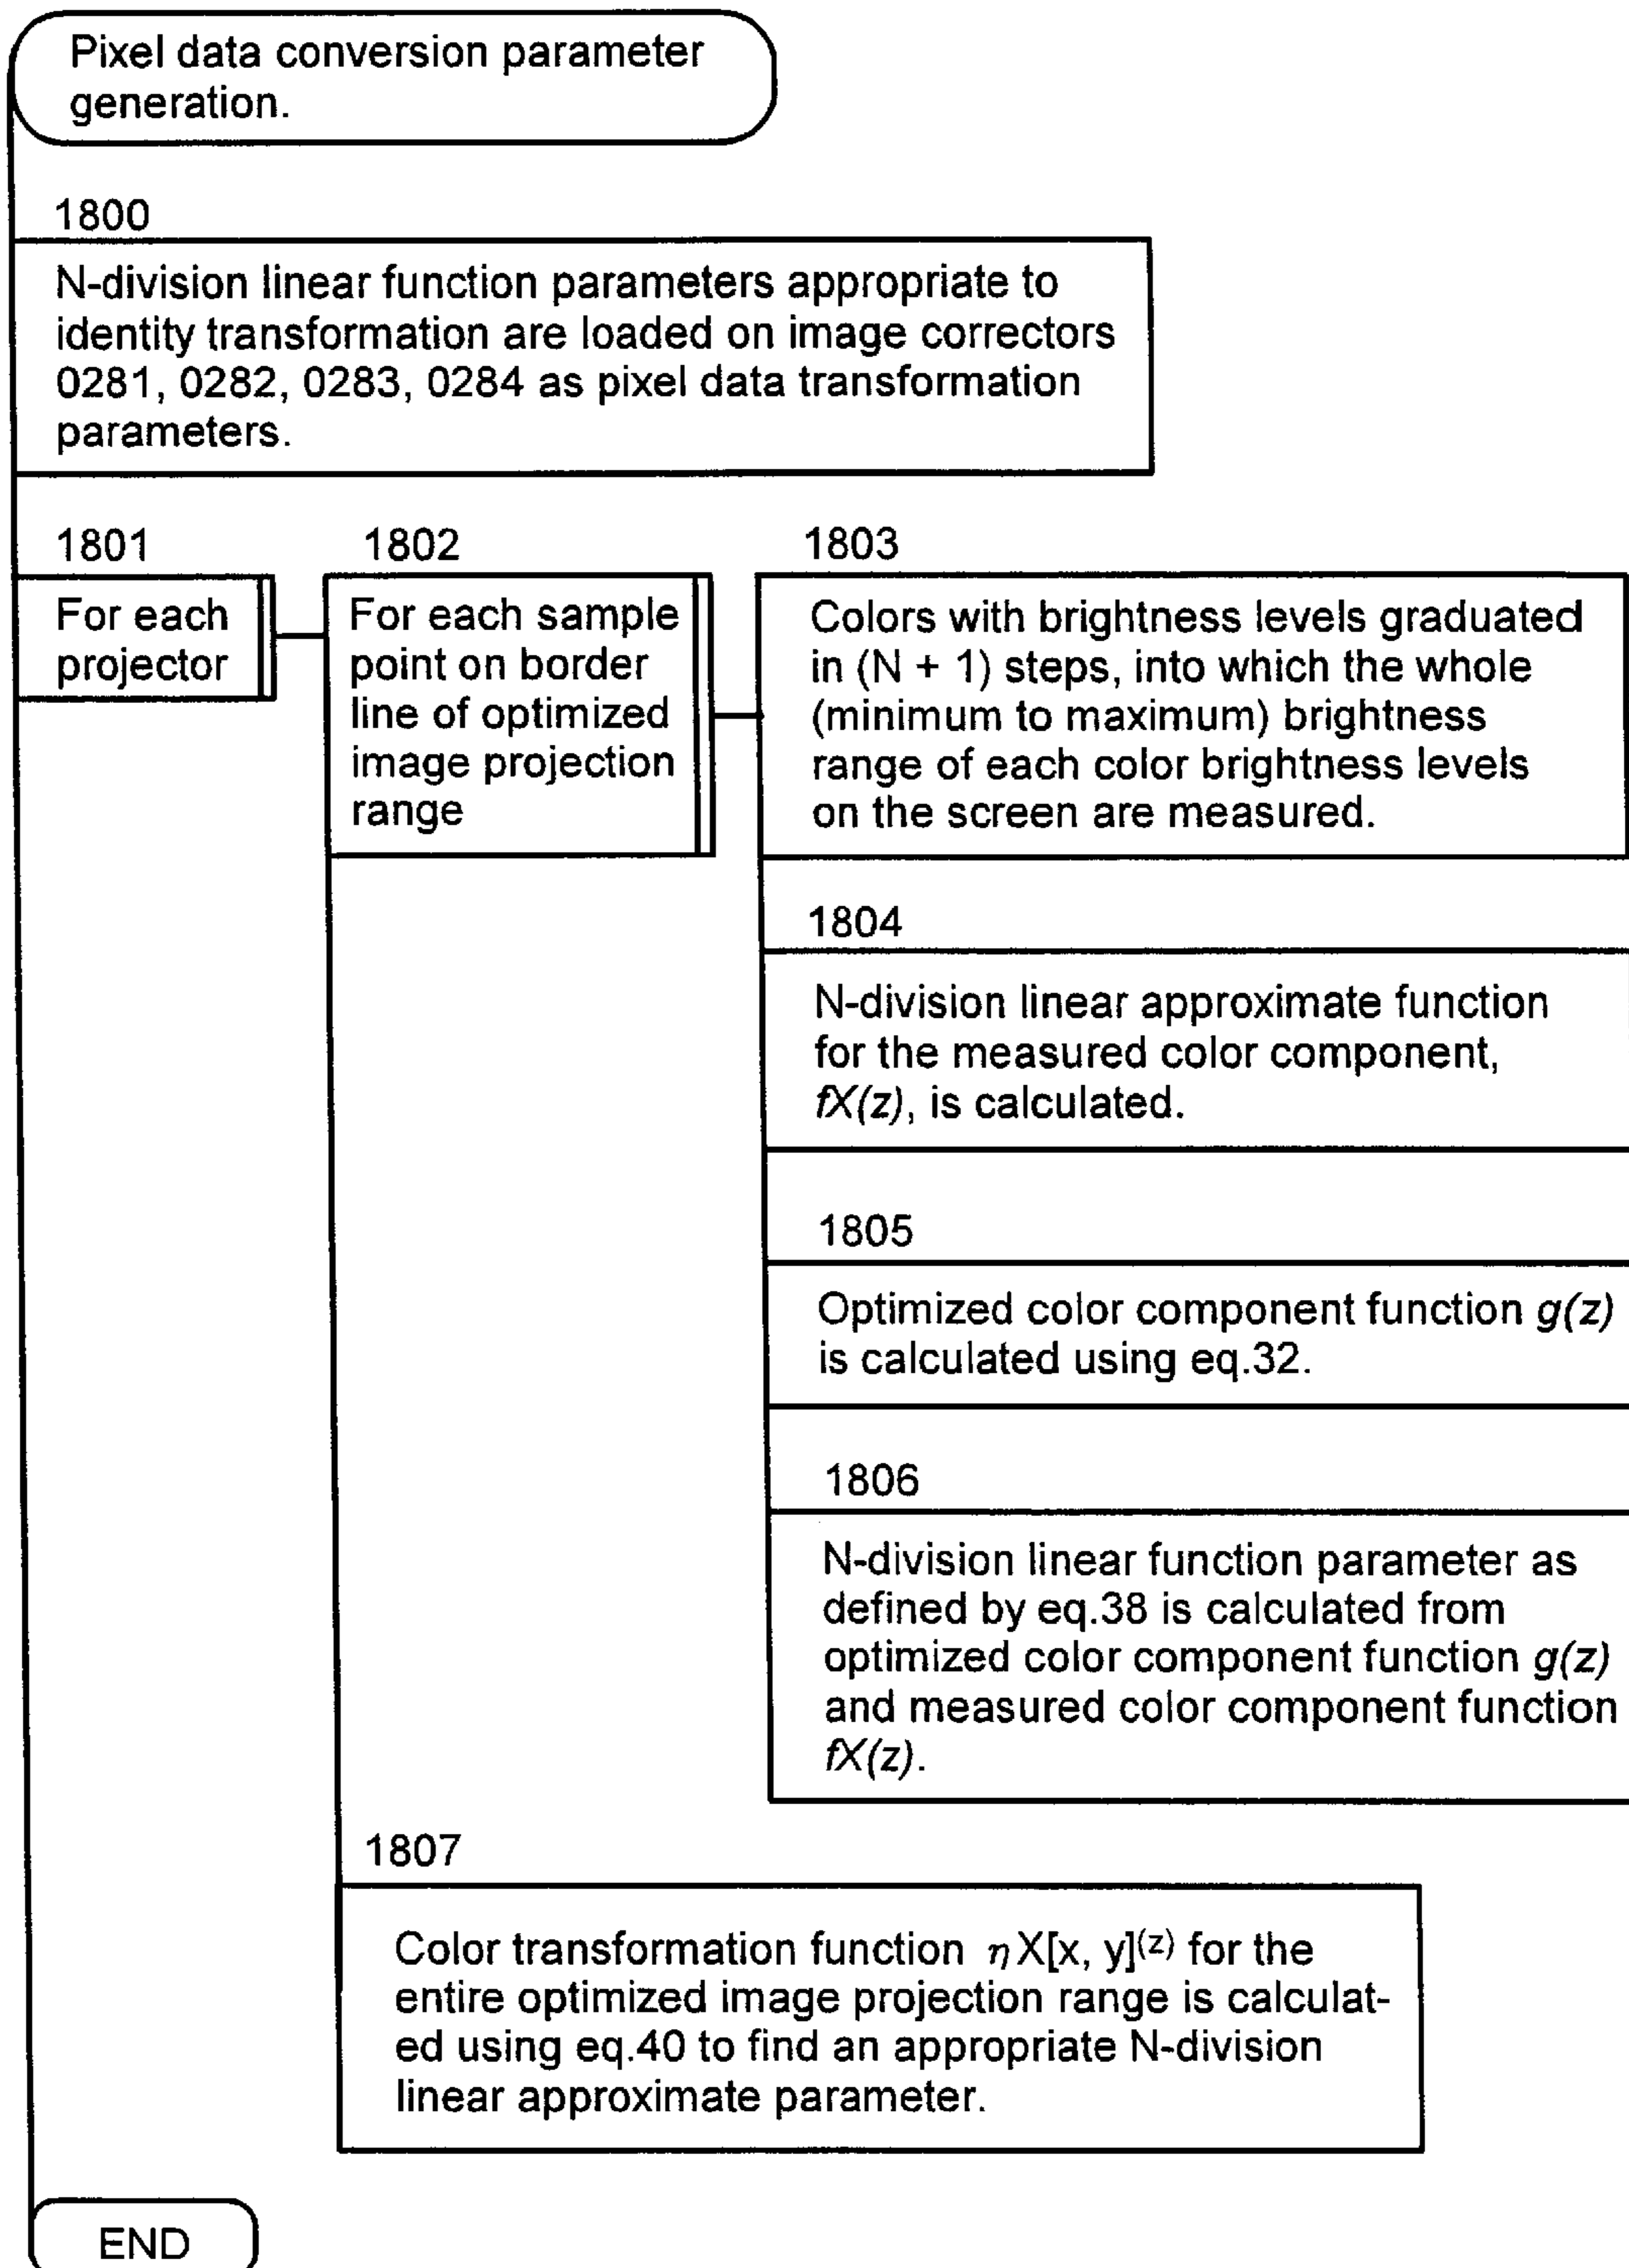 Pixel data conversion parameter
generation.
1800
N-division linear function parameters appropriate to
identity transformation are loaded on image correctors
0281, 0282, 0283, 0284 as pixel data transformation
parameters.
1801
For each
projector
1802
For each sample
point on border
line of optimized
image projection
range
1803
Colors with brightness levels graduated
in (N + 1) steps, into which the whole
(minimum to maximum) brightness
range of each color brightness levels
on the screen are measured.
1804
N-division linear approximate function
for the measured color component,
fX(z), is calculated.
1805
Optimized color component function g(z)
is calculated using eq.32.
1806
N-division linear function parameter as
defined by eq.38 is calculated from
optimized color component function g(z)
and measured color component function
fX(z).
1807
Color transformation function ηX[x, y](z) for the
entire optimized image projection range is calculat-
ed using eq.40 to find an appropriate N-division
linear approximate parameter.
END